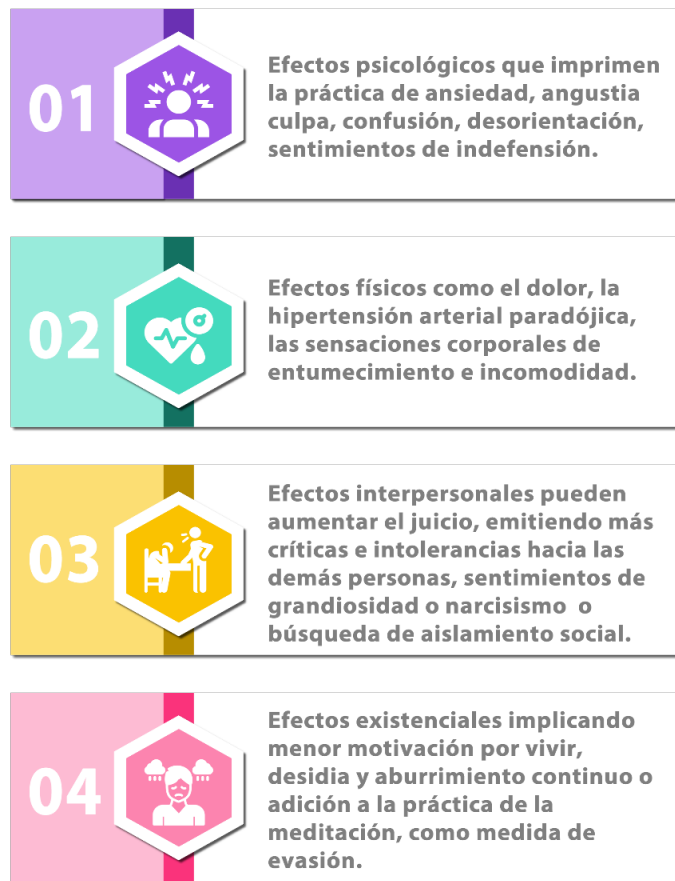 01
Efectos psicológicos que imprimen
la práctica de ansiedad, angustia
culpa, confusión, desorientación,
sentimientos de indefensión.
02
Efectos físicos como el dolor, la
hipertensión arterial paradójica,
las sensaciones corporales de
entumecimiento e incomodidad.
03
Efectos interpersonales pueden
aumentar el juicio, emitiendo más
críticas e intolerancias hacia las
demás personas, sentimientos de
grandiosidad o narcisismo o
búsqueda de aislamiento social.
04
Efectos existenciales implicando
menor motivación por vivir,
desidia y aburrimiento continuo o
adición a la práctica de la
meditación, como medida de
evasión.